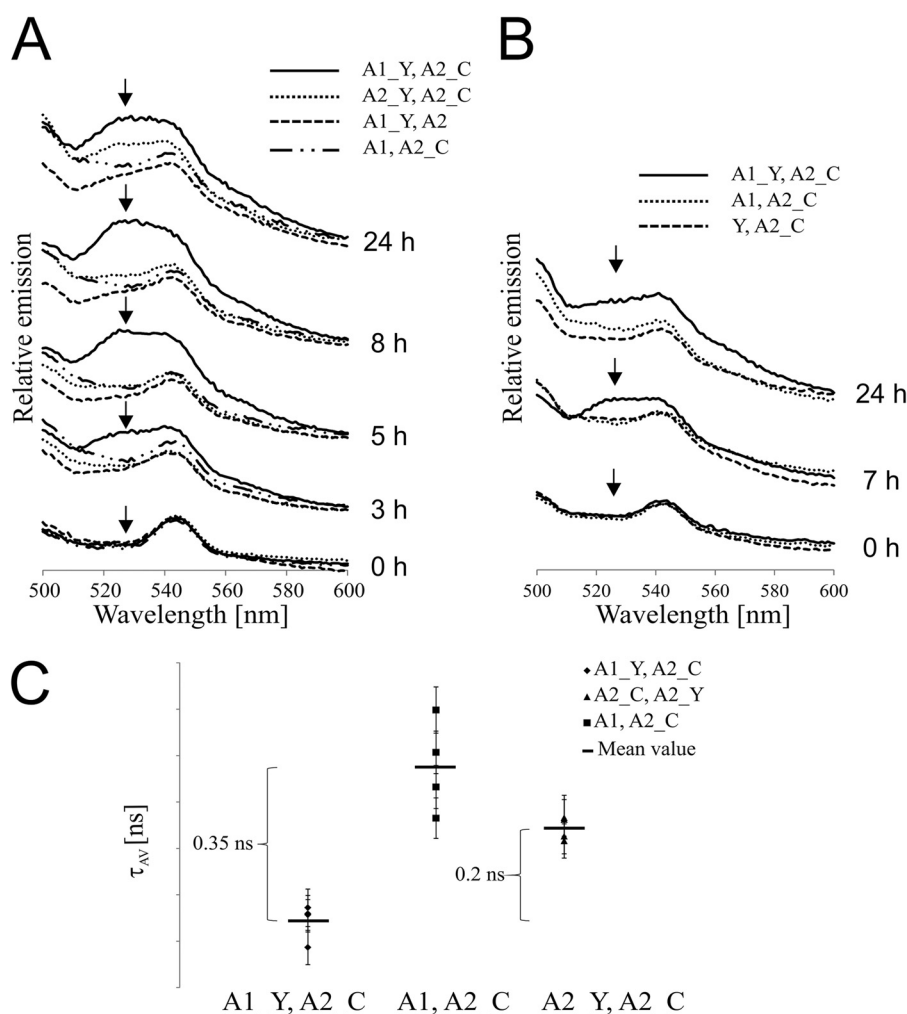 A
A1_Y, A2_C
A2_Y, A2_C
A1_Y, A2
A1, A2_C
24 h
8 h
5 h
3 h
0 h
Relative emission
500 520 540 560 580 600
Wavelength [nm]
B
A1_Y, A2_C
A1, A2_C
Y, A2_C
24 h
7 h
0 h
Relative emission
500 520 540 560 580 600
Wavelength [nm]
C
A1_Y, A2_C
A2_C, A2_Y
A1, A2_C
Mean value
τAV [ns]
0.35 ns
0.2 ns
A1 Y, A2 C
A1, A2 C
A2 Y, A2 C